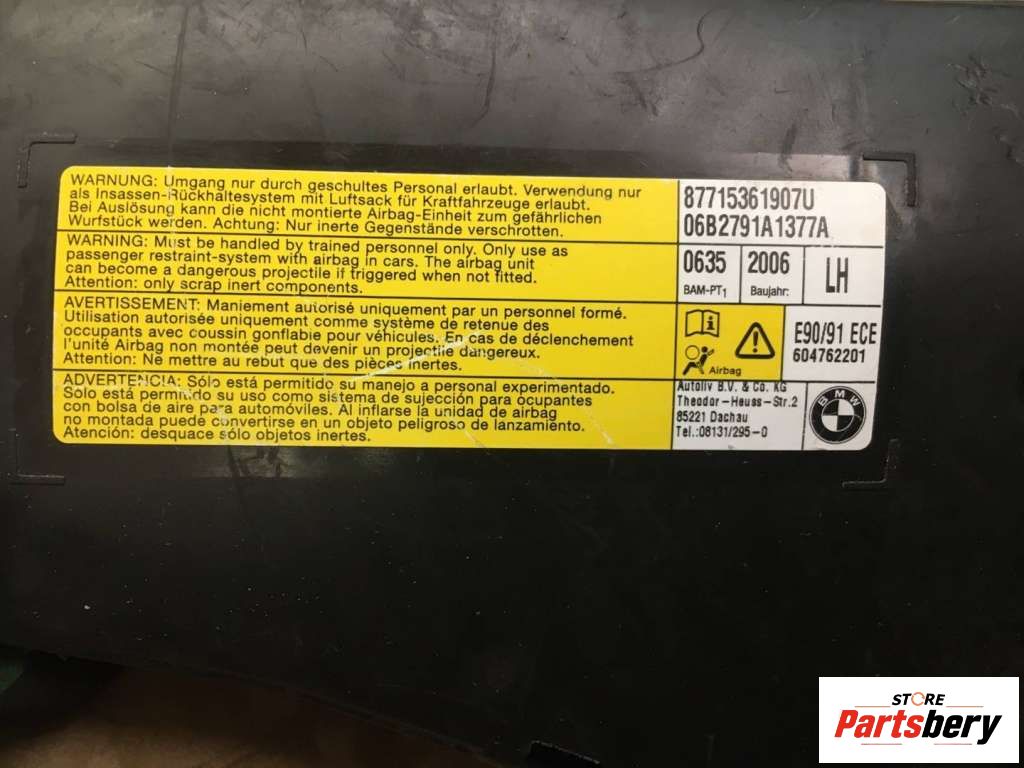 WARNUNG: Umgang nur durch geschultes Personal erlaubt. Verwendung nur
als Insassen-Rückhaltesystem mit Luftsack für Kraftfahrzeuge erlaubt.
Bei Auslösung kann die nicht montierte Airbag-Einheit zum gefährlichen
Wurfstück werden. Achtung: Nur inerte Gegenstände verschrotten.
WARNING: Must be handled by trained personnel only. Only use as
passenger restraint-system with airbag in cars. The airbag unit
can become a dangerous projectile if triggered when not fitted.
Attention: only scrap inert components.
AVERTISSEMENT: Maniement autorisé uniquement par un personnel formé.
Utilisation autorisée uniquement comme système de retenue des
occupants avec coussin gonflable pour véhicules. En cas de déclenchement
l'unité Airbag non montée peut devenir un projectile dangereux.
Attention: Ne mettre au rebut que des pièces inertes.
ADVERTENCIA: Sólo está permitido su manejo a personal experimentado.
Solo está permitido su uso como sistema de sujección para ocupantes
con bolsa de aire para automóviles. Al inflarse la unidad de airbag
no montada puede convertirse en un objeto peligroso de lanzamiento.
Atención: desguace sólo objetos inertes.
87715361907U
06B2791A1377A
0635 2006 LH
BAM-PT1 Baujahr:
E90/91 ECE
604762201
Airbag
Autoliv B.V. & Co. KG
Theodor-Heuss-Str.2
85221 Dachau
Tel.:08131/295-0
BMW
STORE
Partsbery